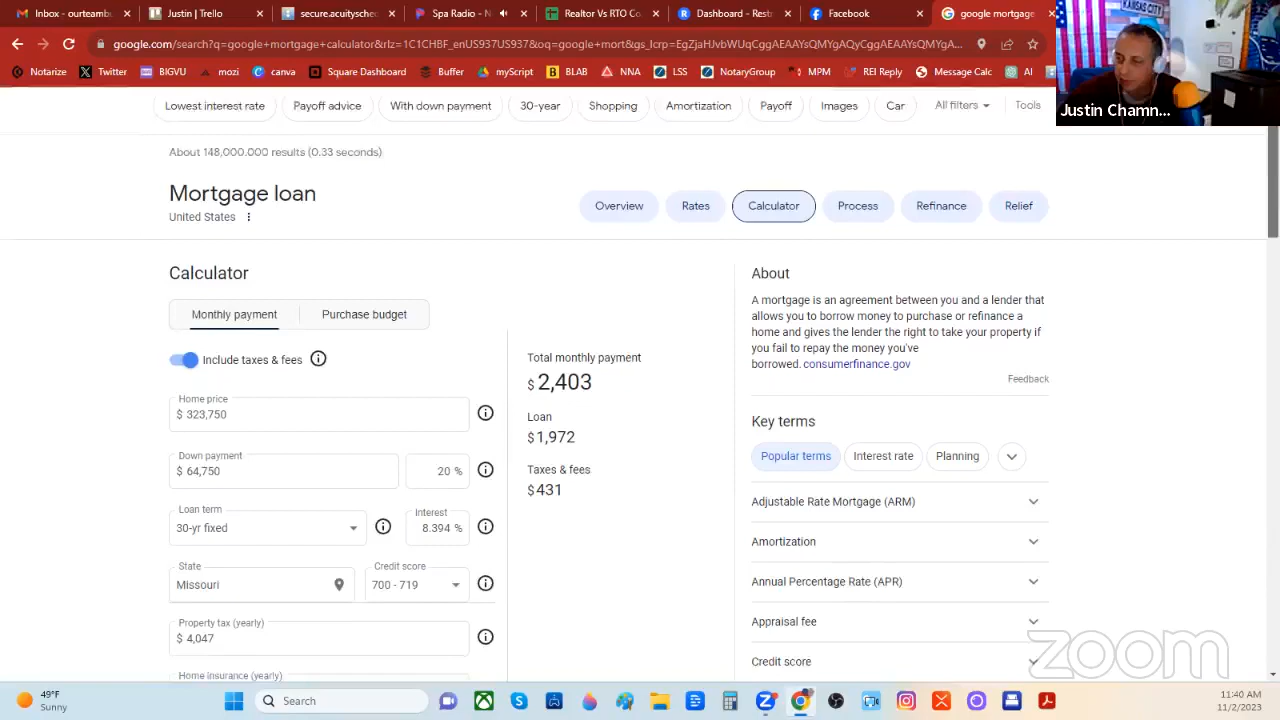 Inbox - ourteambu
Justin | Trello
secure.acuitysche
Spa Radio - N
Realtor Vs RTO Co
Dashboard - Restr
Facebook
google mortgage
google.com/search?q=google+mortgage+calculator&rlz=1C1CHBF_enUS937US937&oq=google+mort&gs_lcrp=EgZjaHJvbWUqCggAEAAYsQMYgAQyCggAEAAYsQMYgA...
Notarize
Twitter
BIGVU
mozi
canva
Square Dashboard
Buffer
myScript
BLAB
NNA
LSS
NotaryGroup
MPM
REI Reply
Message Calc
AI
Lowest interest rate
Payoff advice
With down payment
30-year
Shopping
Amortization
Payoff
Images
Car
All filters
Tools
Justin Chamn...
About 148,000,000 results (0.33 seconds)
Mortgage loan
United States
Overview
Rates
Calculator
Process
Refinance
Relief
Calculator
Monthly payment
Purchase budget
Include taxes & fees
Home price
$ 323,750
Down payment
$ 64,750
20 %
Loan term
30-yr fixed
Interest
8.394 %
State
Missouri
Credit score
700 - 719
Property tax (yearly)
$ 4,047
Home insurance (yearly)
Total monthly payment
$ 2,403
Loan
$ 1,972
Taxes & fees
$ 431
About
A mortgage is an agreement between you and a lender that
allows you to borrow money to purchase or refinance a
home and gives the lender the right to take your property if
you fail to repay the money you've
borrowed. consumerfinance.gov
Feedback
Key terms
Popular terms
Interest rate
Planning
Adjustable Rate Mortgage (ARM)
Amortization
Annual Percentage Rate (APR)
Appraisal fee
Credit score
zoom
49°F
Sunny
Search
11:40 AM
11/2/2023